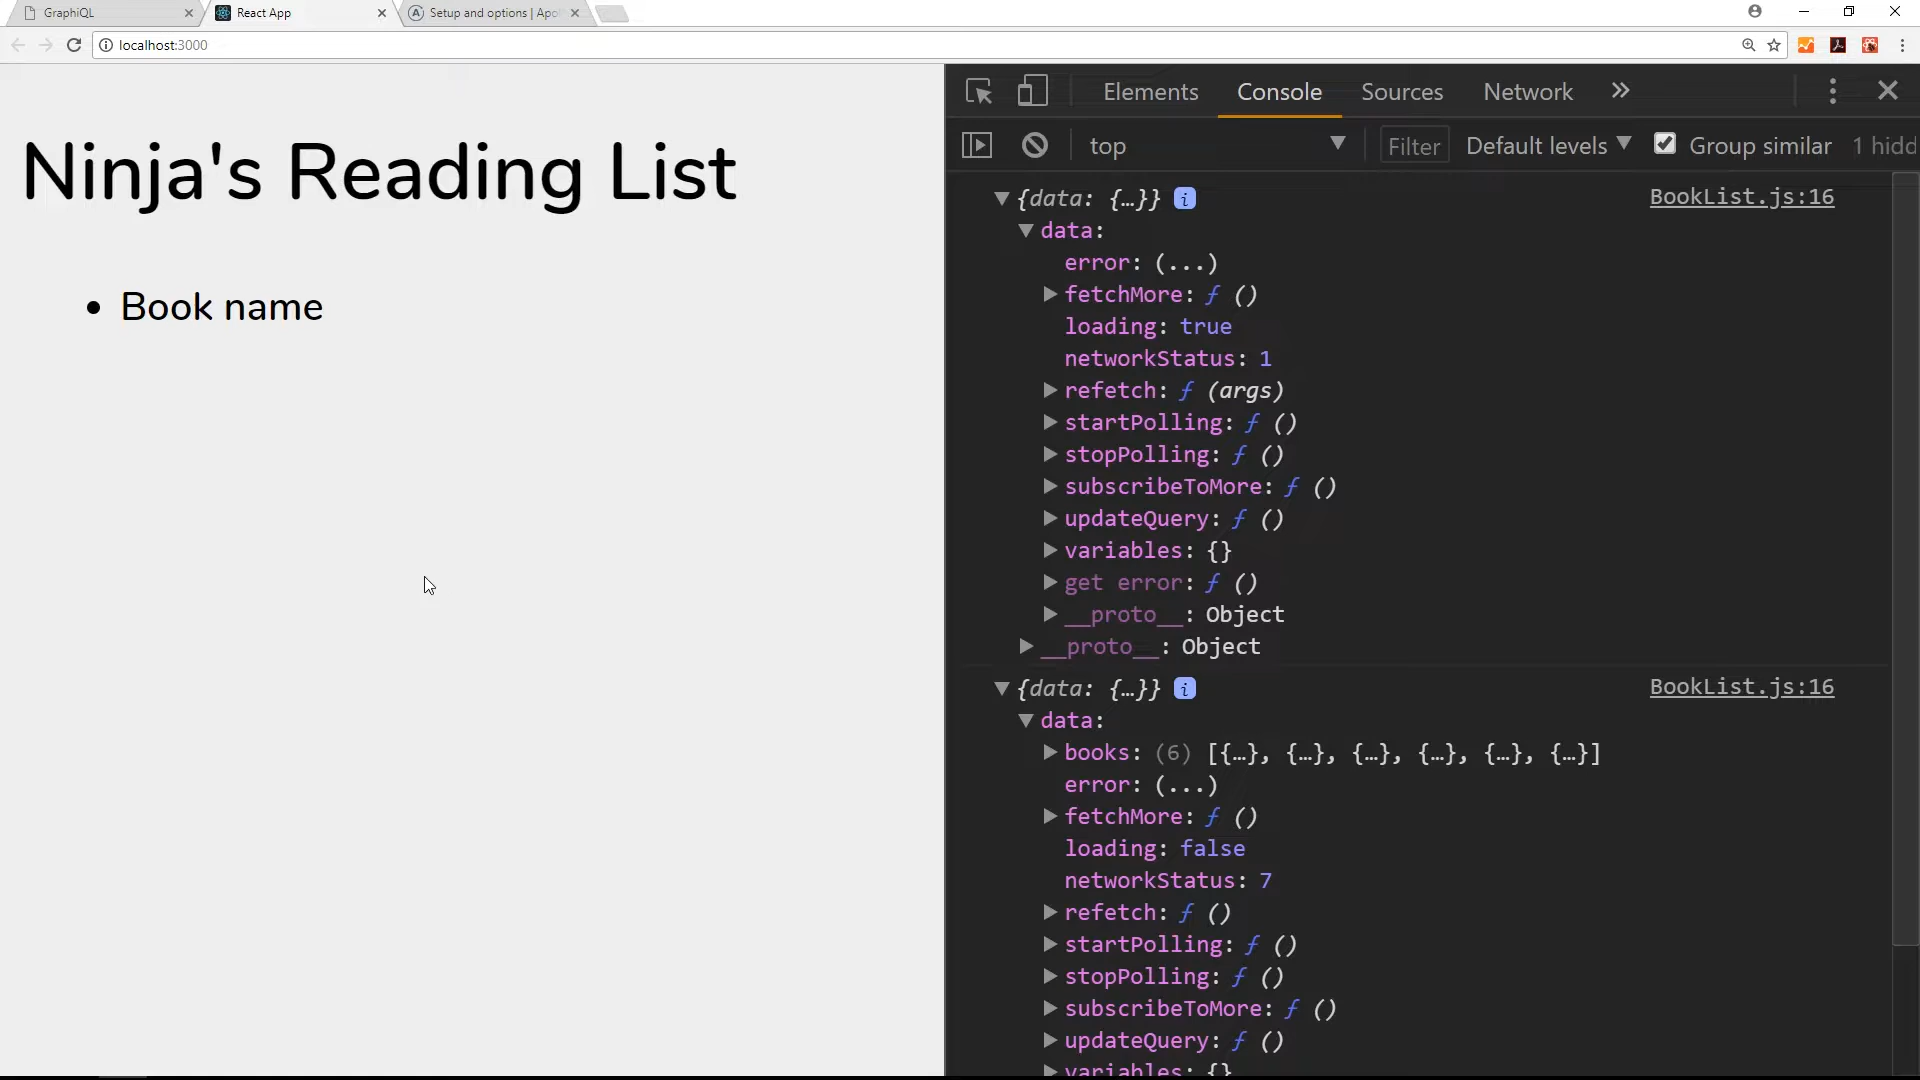 GraphiQL
React App
Setup and options | Apo
localhost:3000
Ninja's Reading List
• Book name
Elements Console Sources Network »
top Filter Default levels Group similar 1 hidd
{data: {…}} i BookList.js:16
data:
error: (...)
fetchMore: ƒ ()
loading: true
networkStatus: 1
refetch: ƒ (args)
startPolling: ƒ ()
stopPolling: ƒ ()
subscribeToMore: ƒ ()
updateQuery: ƒ ()
variables: {}
get error: ƒ ()
__proto__: Object
__proto__: Object
{data: {…}} i BookList.js:16
data:
books: (6) [{…}, {…}, {…}, {…}, {…}, {…}]
error: (...)
fetchMore: ƒ ()
loading: false
networkStatus: 7
refetch: ƒ ()
startPolling: ƒ ()
stopPolling: ƒ ()
subscribeToMore: ƒ ()
updateQuery: ƒ ()
variables: {}